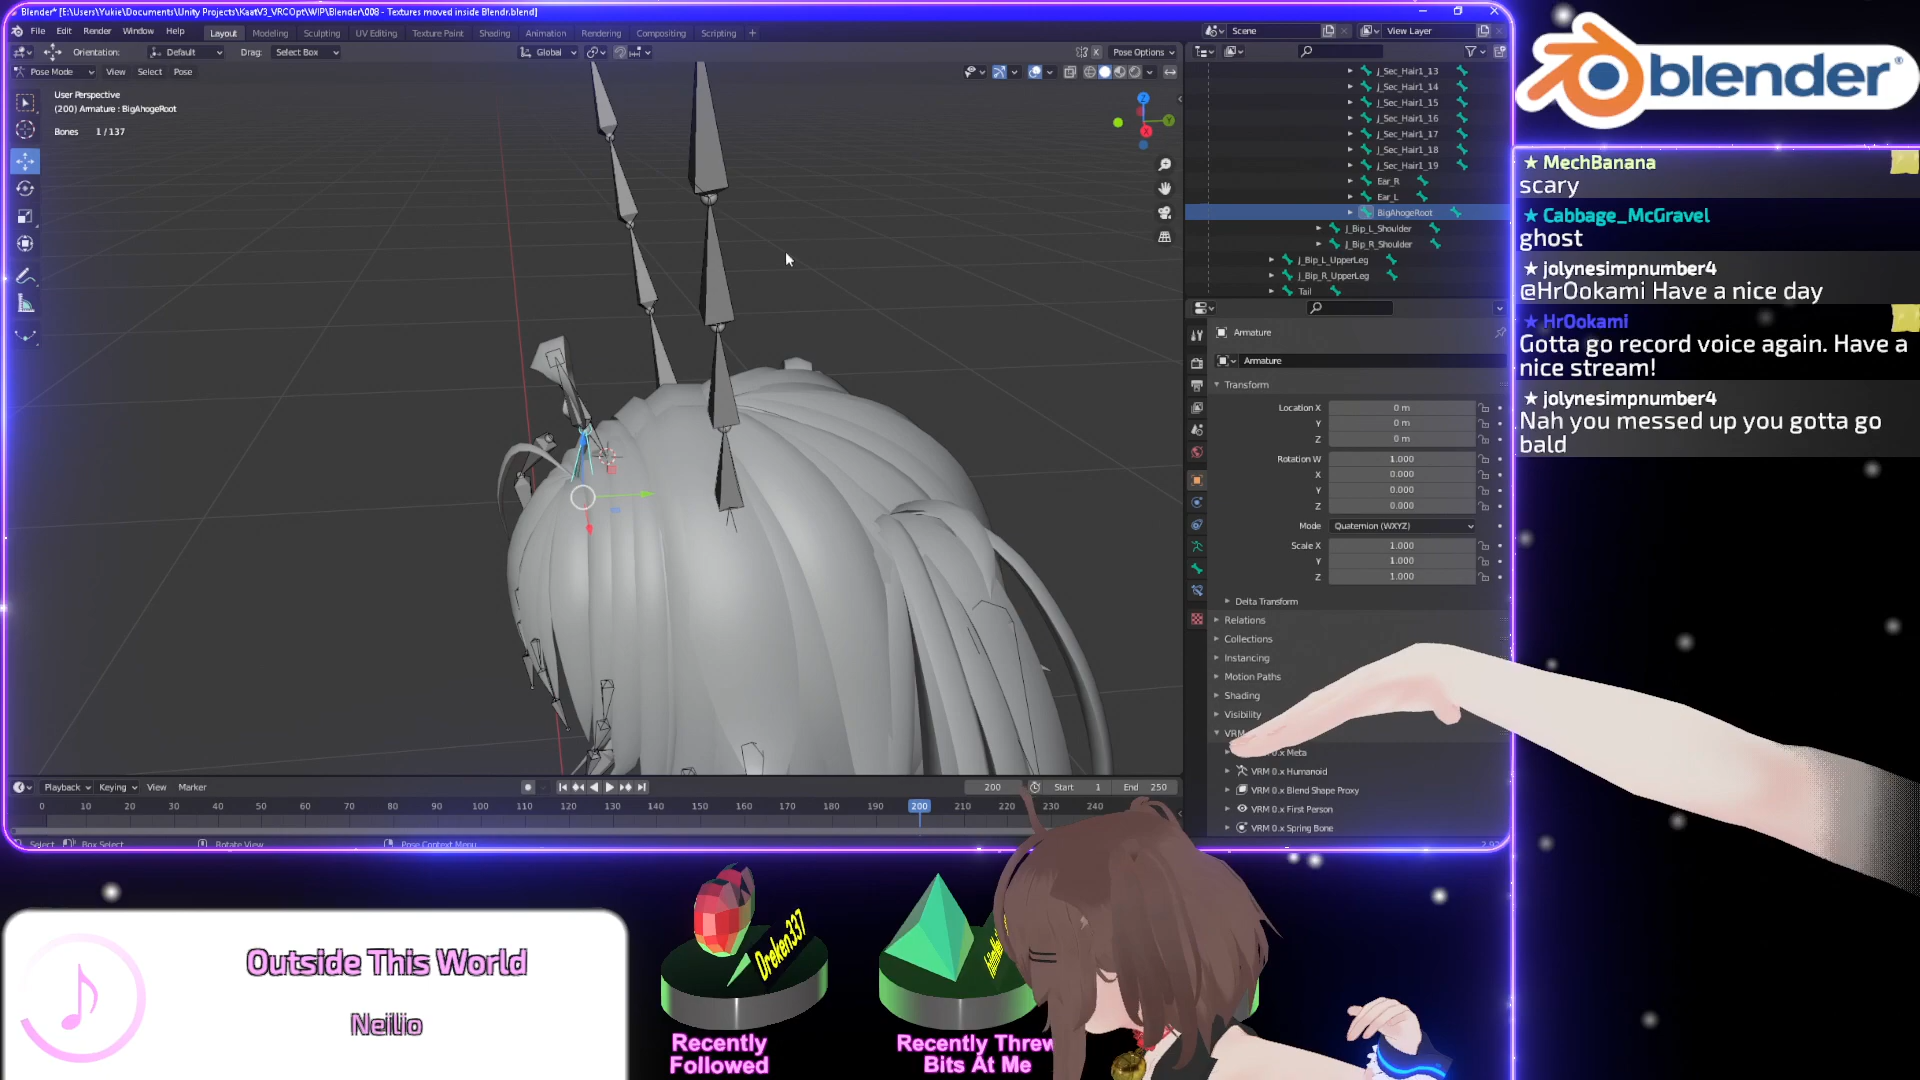 Blender* [E:\Users\Yukie\Documents\Unity Projects\KaatV3_VRCOpt\WIP\Blender\008 - Textures moved inside Blendr.blend]
File Edit Render Window Help Layout Modeling Sculpting UV Editing Texture Paint Shading Animation Rendering Compositing Scripting + Scene View Layer
Orientation: Default Drag: Select Box Global Pose Options
Pose Mode View Select Pose
User Perspective
(200) Armature : BigAhogeRoot
Bones 1/137
J_Sec_Hair1_13
J_Sec_Hair1_14
J_Sec_Hair1_15
J_Sec_Hair1_16
J_Sec_Hair1_17
J_Sec_Hair1_18
J_Sec_Hair1_19
Ear_R
Ear_L
BigAhogeRoot
J_Bip_L_Shoulder
J_Bip_R_Shoulder
J_Bip_L_UpperLeg
J_Bip_R_UpperLeg
Tail
Armature
Armature
Transform
Location X 0 m
Y 0 m
Z 0 m
Rotation W 1.000
X 0.000
Y 0.000
Z 0.000
Mode Quaternion (WXYZ)
Scale X 1.000
Y 1.000
Z 1.000
Delta Transform
Relations
Collections
Instancing
Motion Paths
Shading
Visibility
VRM
VRM 0.x Humanoid
VRM 0.x Blend Shape Proxy
VRM 0.x First Person
VRM 0.x Spring Bone
Playback Keying View Marker 200 Start 1 End 250
0 10 20 30 40 50 60 70 80 90 100 110 120 130 140 150 160 170 180 190 200 210 220 230 240
Select Box Select Rotate View Pose Context Menu
blender
MechBanana
scary
Cabbage_McGravel
ghost
jolynesimpnumber4
@HrOokami Have a nice day
HrOokami
Gotta go record voice again. Have a
nice stream!
jolynesimpnumber4
Nah you messed up you gotta go
bald
Outside This World
Neilio
Dreken337
Recently
Followed
Recently Threw
Bits At Me